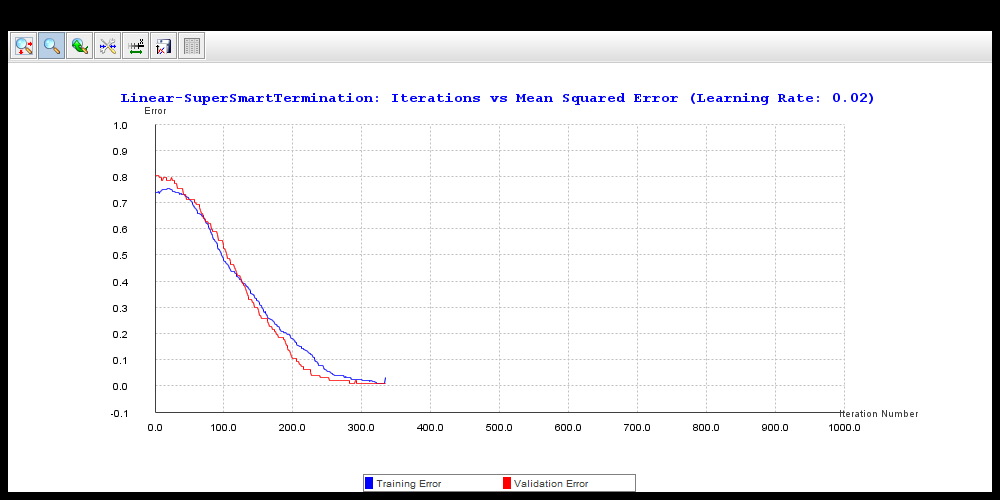 Linear-SuperSmartTermination: Iterations vs Mean Squared Error (Learning Rate: 0.02)
Error
1.0
0.9
0.8
0.7
0.6
0.5
0.4
0.3
0.2
0.1
0.0
-0.1
Iteration Number
0.0 100.0 200.0 300.0 400.0 500.0 600.0 700.0 800.0 900.0 1000.0
Training Error Validation Error